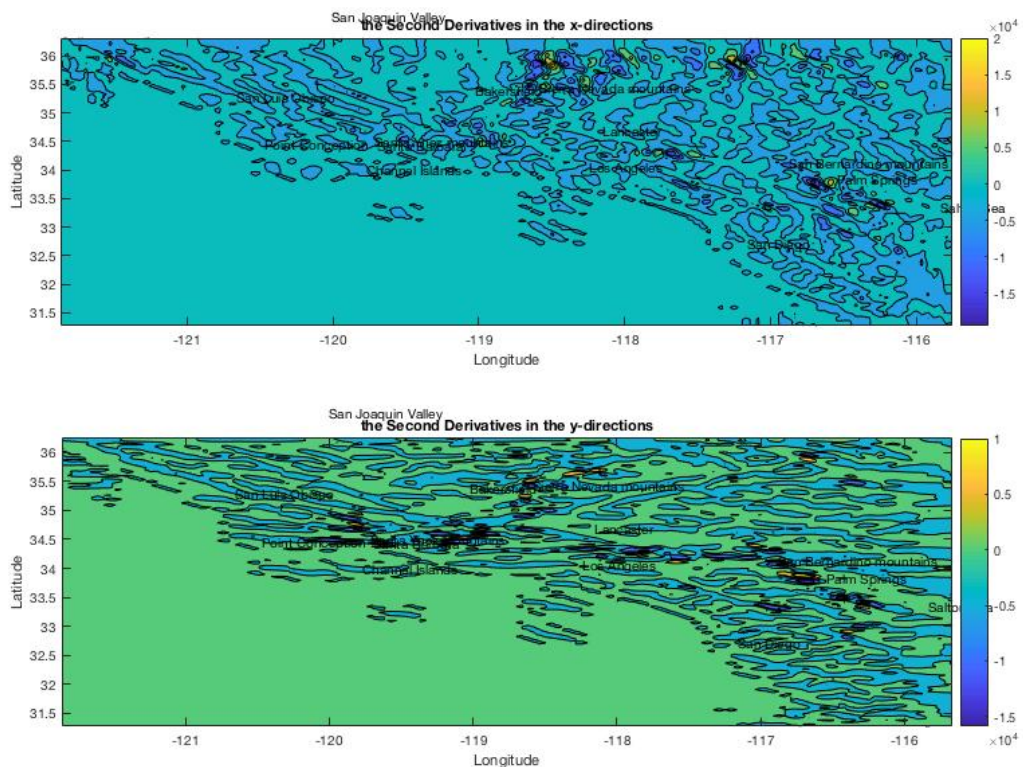 San Joaquin Valley
the Second Derivatives in the x-directions
×10⁴
2
1.5
1
0.5
0
-0.5
-1
-1.5
36
35.5
35
34.5
34
33.5
33
32.5
32
31.5
Latitude
San Luis Obispo
Nevada mountains
Point Conception
Lancaster
Channel Islands
Los Angeles
San Bernardino mountains
Palm Springs
San Diego
-121
-120
-119
-118
-117
-116
Longitude
San Joaquin Valley
the Second Derivatives in the y-directions
1
0.5
0
-0.5
-1
-1.5
×10⁴
36
35.5
35
34.5
34
33.5
33
32.5
32
31.5
Latitude
San Luis Obispo
Nevada mountains
Lancaster
Point Conception
Channel Islands
Los Angeles
San Bernardino mountains
Palm Springs
San Diego
-121
-120
-119
-118
-117
-116
Longitude